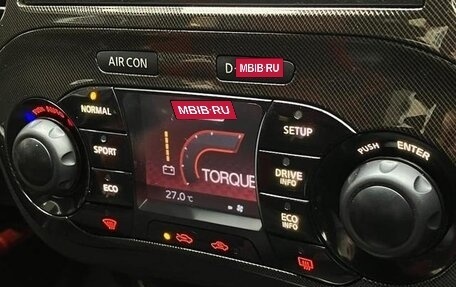 AIR CON
D- MBIB.RU
MBIB.RU
NORMAL
SPORT
ECO
TORQUE
27.0°C
SETUP
DRIVE
INFO
ECO
INFO
PUSH ENTER